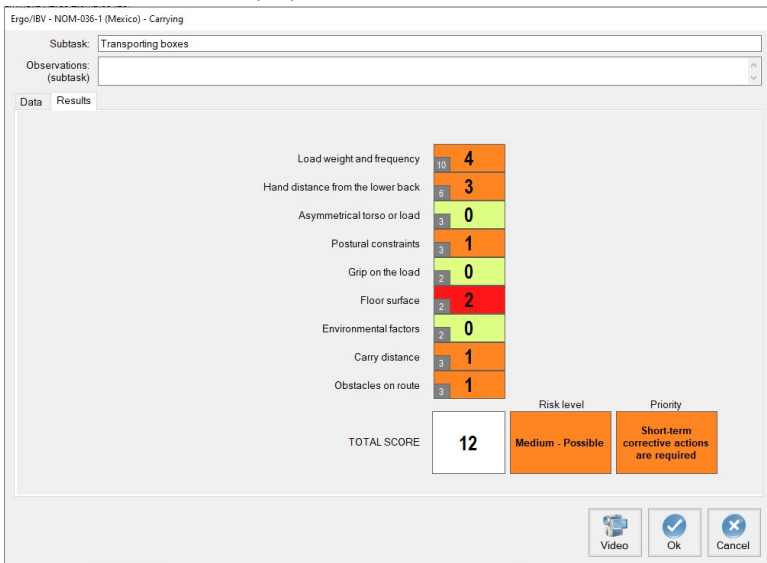 Ergo/IBV - NOM-036-1 (Mexico) - Carrying
Subtask: Transporting boxes
Observations:
(subtask)
Data Results
Load weight and frequency 10 4
Hand distance from the lower back 6 3
Asymmetrical torso or load 3 0
Postural constraints 3 1
Grip on the load 2 0
Floor surface 2 2
Environmental factors 2 0
Carry distance 3 1
Obstacles on route 3 1
Risk level Priority
TOTAL SCORE 12 Medium - Possible Short-term
corrective actions
are required
Video Ok Cancel